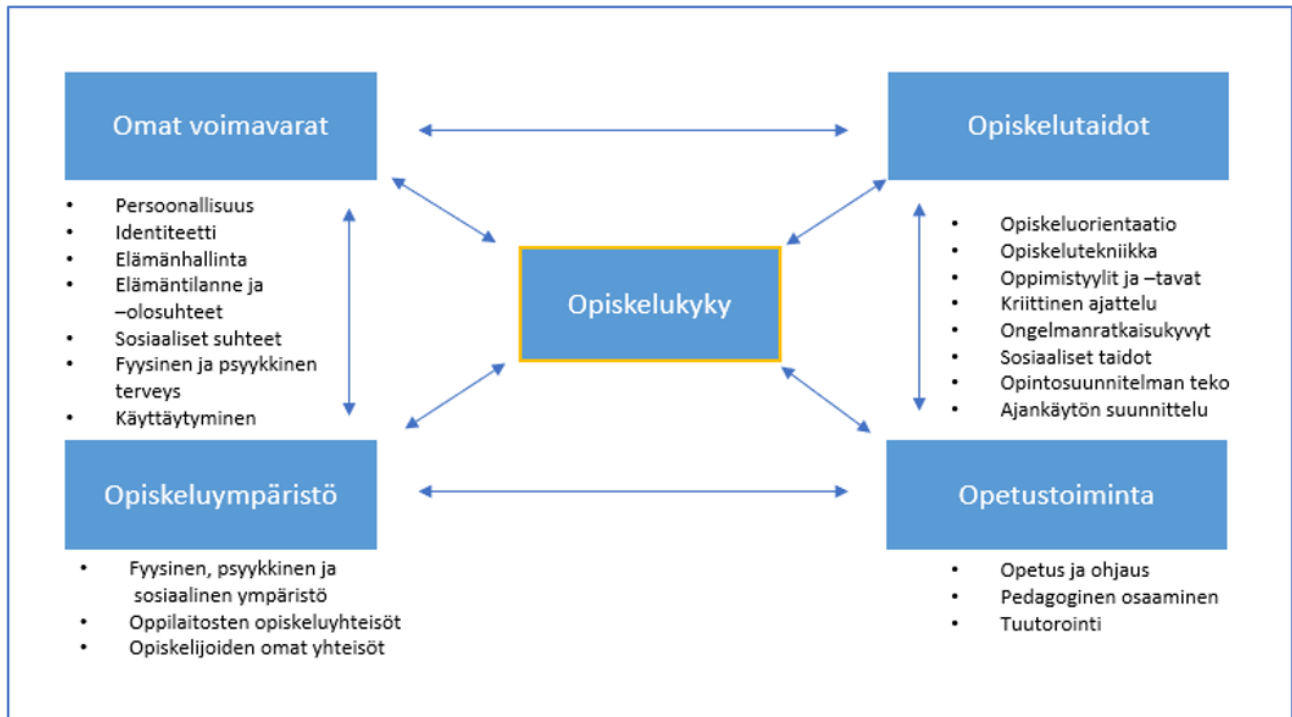 Omat voimavarat
• Persoonallisuus
• Identiteetti
• Elämänhallinta
• Elämäntilanne ja
–olosuhteet
• Sosiaaliset suhteet
• Fyysinen ja psyykkinen
terveys
• Käyttäytyminen
Opiskelutaidot
• Opiskeluorientaatio
• Opiskelutekniikka
• Oppimistyylit ja –tavat
• Kriittinen ajattelu
• Ongelmanratkaisukyvyt
• Sosiaaliset taidot
• Opintosuunnitelman teko
• Ajankäytön suunnittelu
Opiskelukyky
Opiskeluympäristö
• Fyysinen, psyykkinen ja
sosiaalinen ympäristö
• Oppilaitosten opiskeluyhteisöt
• Opiskelijoiden omat yhteisöt
Opetustoiminta
• Opetus ja ohjaus
• Pedagoginen osaaminen
• Tuutorointi